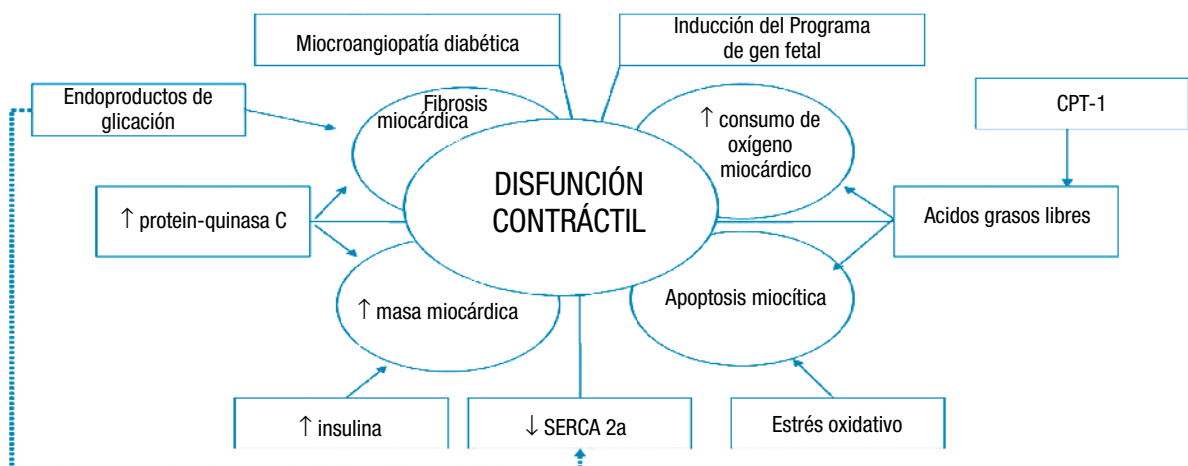 Miocroangiopatía diabética
Inducción del Programa
de gen fetal
Endoproductos de
glicación
Fibrosis
miocárdica
↑ consumo de
oxígeno
miocárdico
CPT-1
DISFUNCIÓN
CONTRÁCTIL
↑ protein-quinasa C
Acidos grasos libres
↑ masa miocárdica
Apoptosis miocítica
↑ insulina
↓ SERCA 2a
Estrés oxidativo